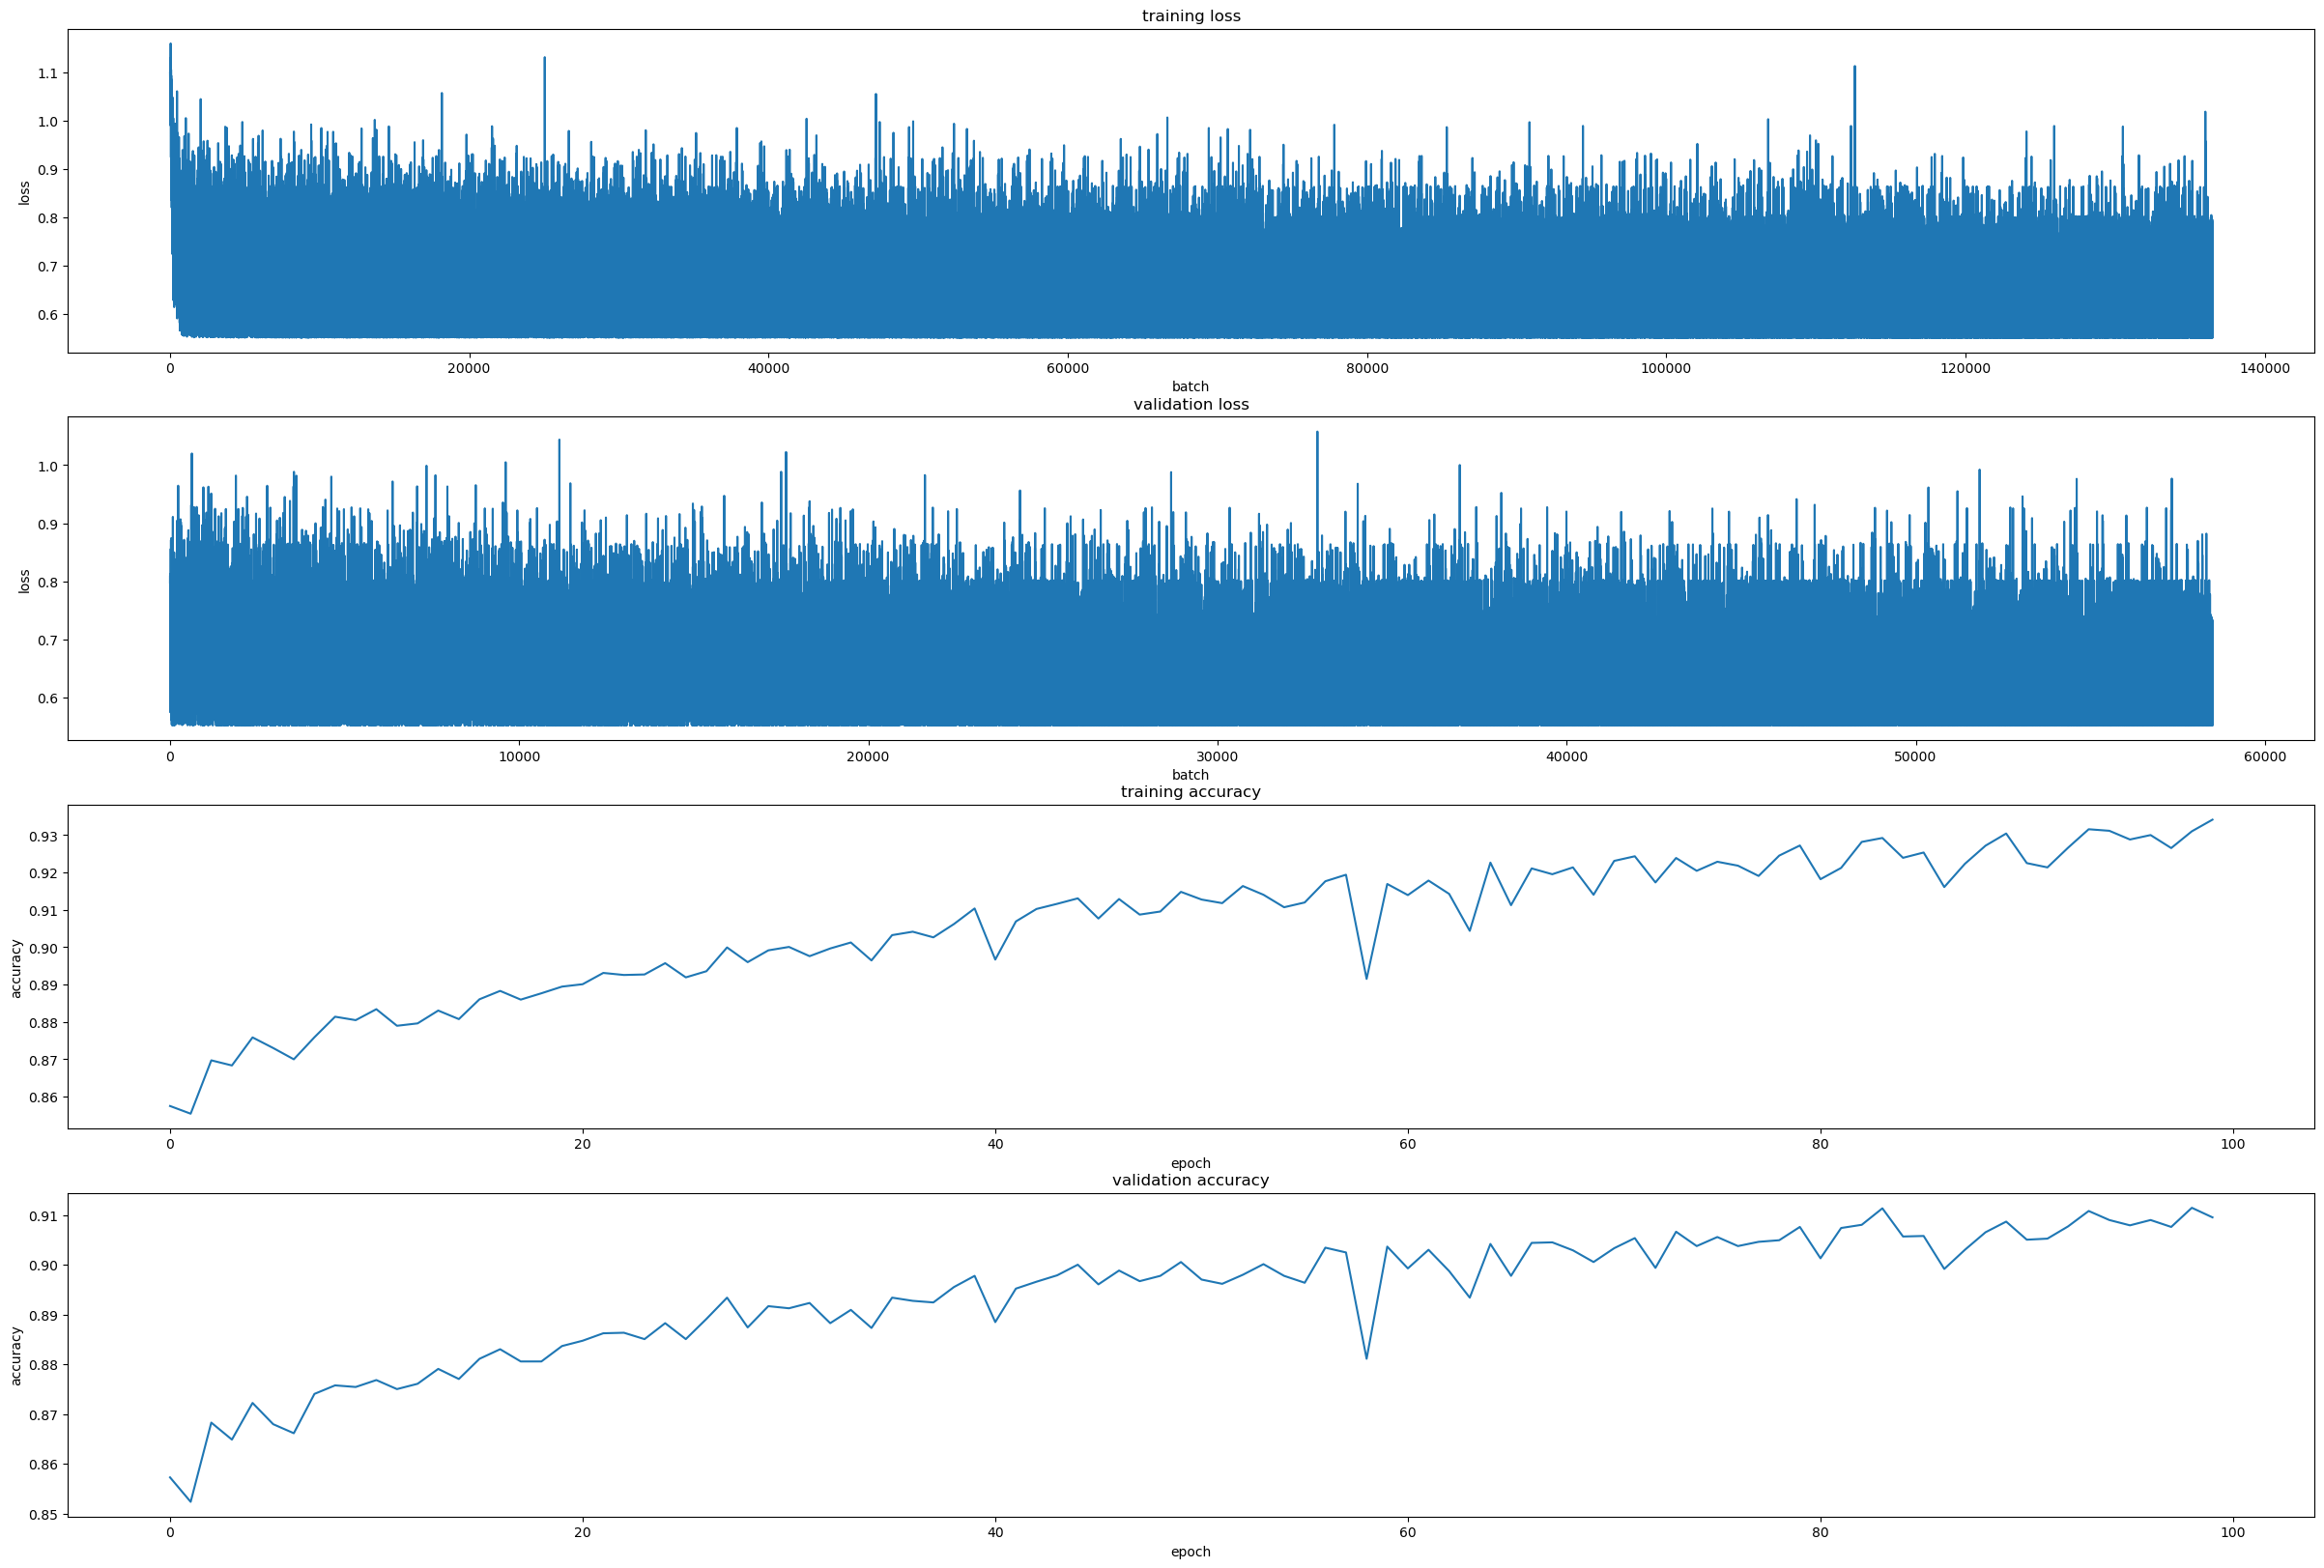 training loss
1.1
1.0
0.9
0.8
0.7
0.6
loss
0 20000 40000 60000 80000 100000 120000 140000
batch
validation loss
1.0
0.9
0.8
0.7
0.6
loss
0 10000 20000 30000 40000 50000 60000
batch
training accuracy
0.93
0.92
0.91
0.90
0.89
0.88
0.87
0.86
accuracy
0 20 40 60 80 100
epoch
validation accuracy
0.91
0.90
0.89
0.88
0.87
0.86
0.85
accuracy
0 20 40 60 80 100
epoch